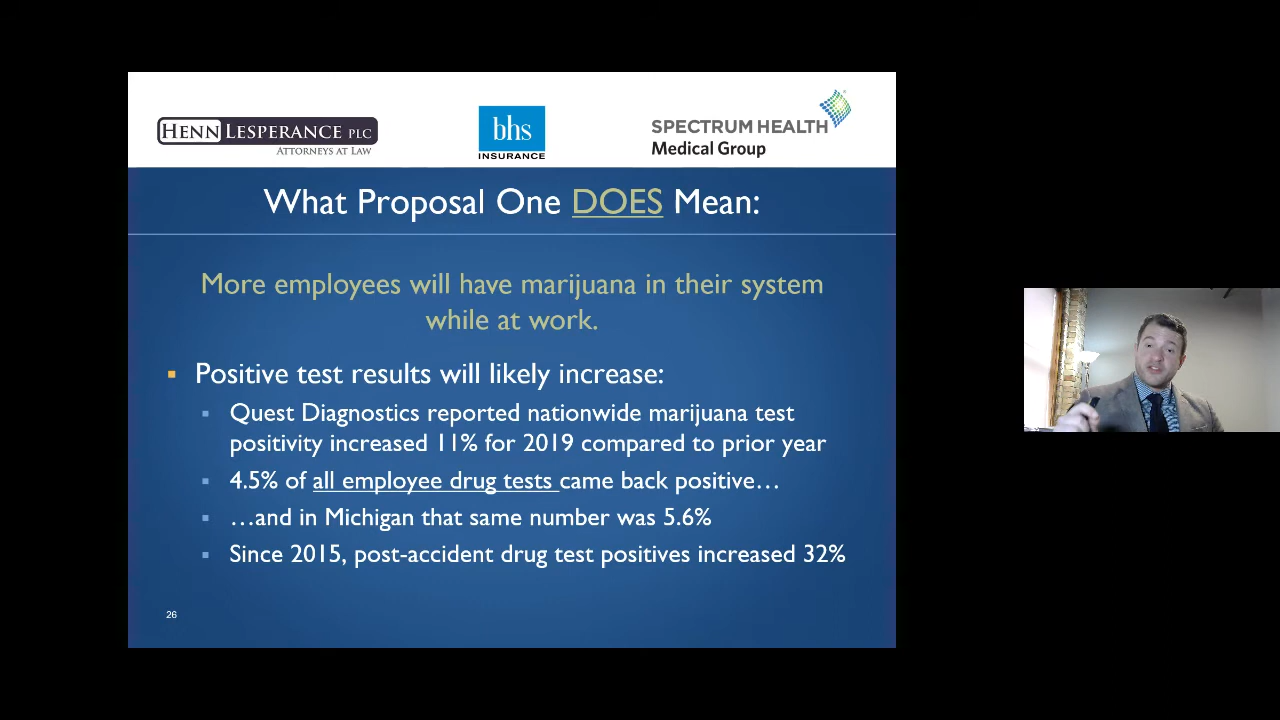 HENN LESPERANCE PLC
ATTORNEYS AT LAW
bhs
INSURANCE
SPECTRUM HEALTH
Medical Group
What Proposal One DOES Mean:
More employees will have marijuana in their system
while at work.
Positive test results will likely increase:
Quest Diagnostics reported nationwide marijuana test
positivity increased 11% for 2019 compared to prior year
4.5% of all employee drug tests came back positive…
…and in Michigan that same number was 5.6%
Since 2015, post-accident drug test positives increased 32%
26